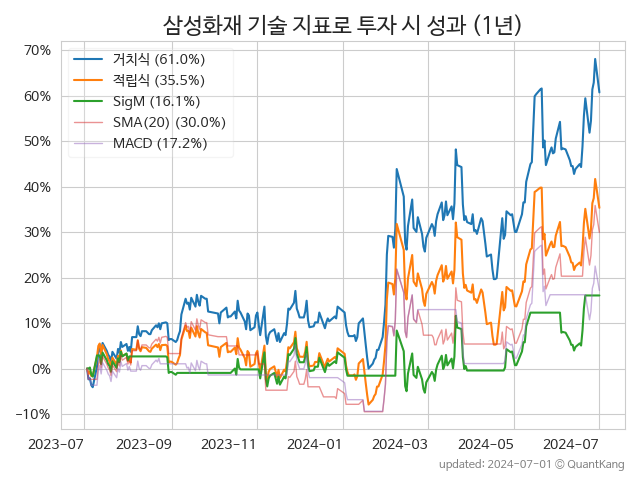 삼성화재 기술 지표로 투자 시 성과 (1년)
70%
60%
50%
40%
30%
20%
10%
0%
−10%
거치식 (61.0%)
적립식 (35.5%)
SigM (16.1%)
SMA(20) (30.0%)
MACD (17.2%)
2023-07 2023-09 2023-11 2024-01 2024-03 2024-05 2024-07
updated: 2024-07-01 © QuantKang